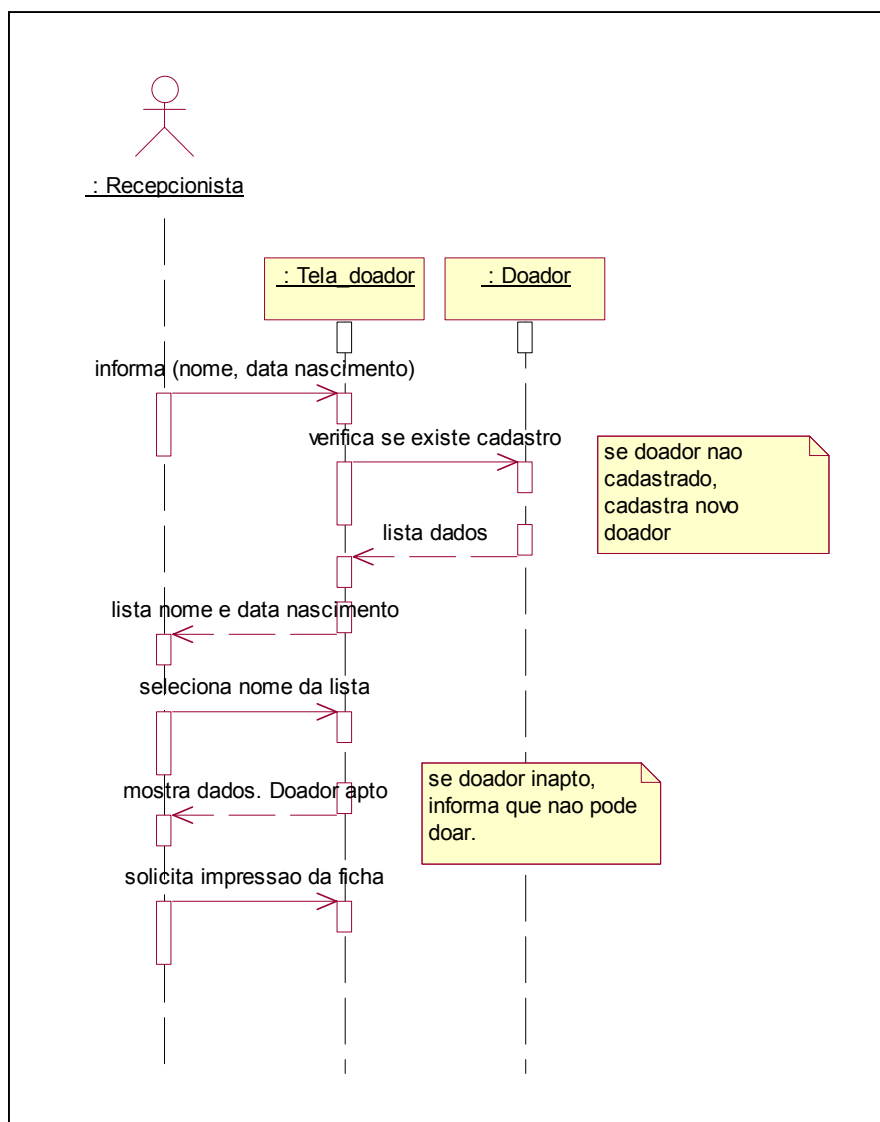 : Recepcionista
: Tela_doador
: Doador
informa (nome, data nascimento)
verifica se existe cadastro
se doador nao
cadastrado,
cadastra novo
doador
lista dados
lista nome e data nascimento
seleciona nome da lista
mostra dados. Doador apto
se doador inapto,
informa que nao pode
doar.
solicita impressao da ficha